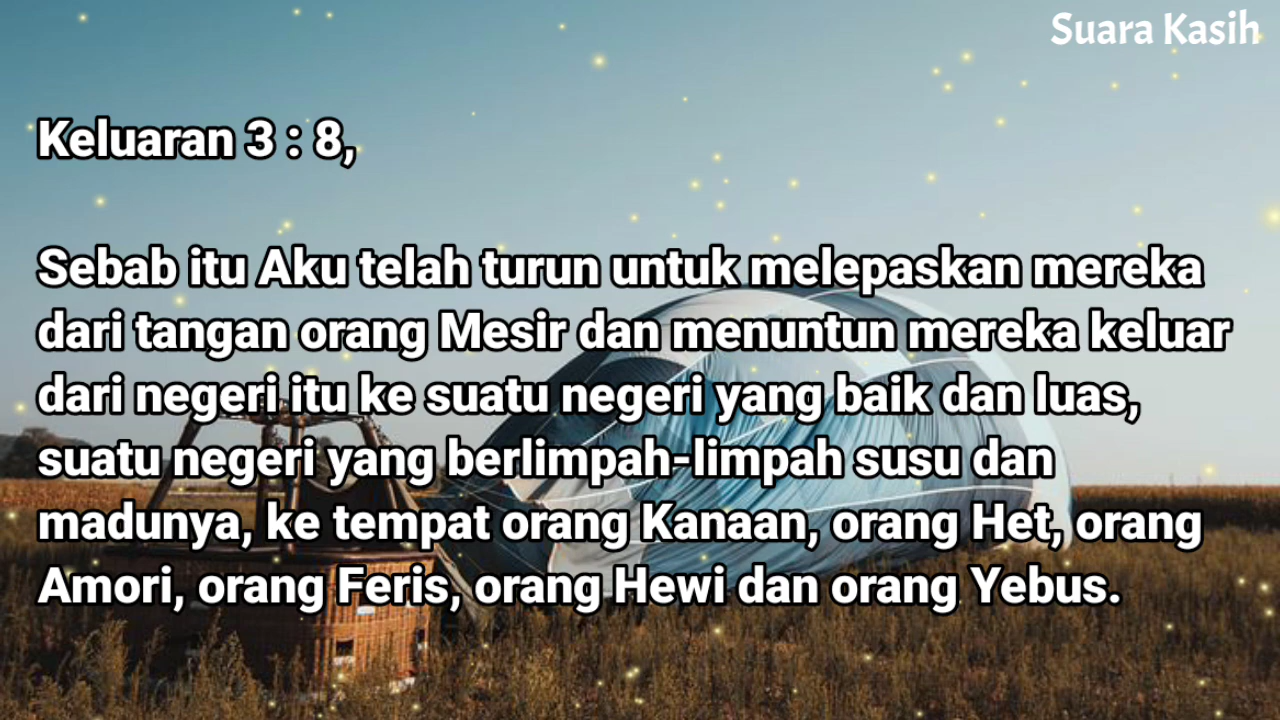 Suara Kasih
Keluaran 3 : 8,
Sebab itu Aku telah turun untuk melepaskan mereka
dari tangan orang Mesir dan menuntun mereka keluar
dari negeri itu ke suatu negeri yang baik dan luas,
suatu negeri yang berlimpah-limpah susu dan
madunya, ke tempat orang Kanaan, orang Het, orang
Amori, orang Feris, orang Hewi dan orang Yebus.